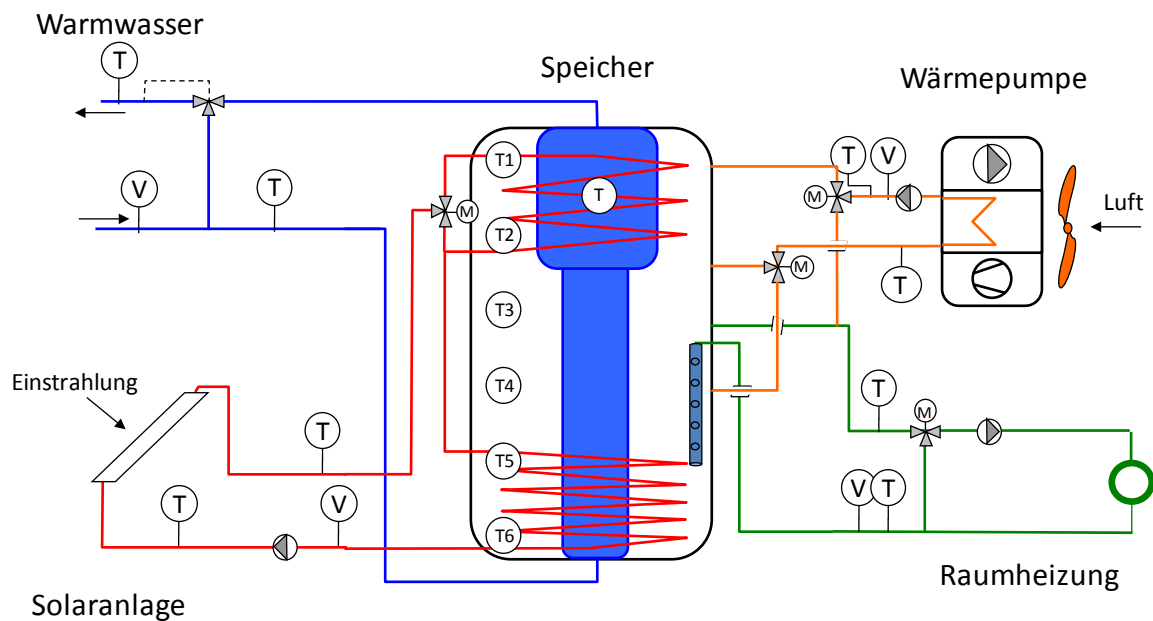 Warmwasser
Speicher
Wärmepumpe
T
T
V
T1
T
V
V
T
T
M
M
Luft
T2
M
T
T3
T4
Einstrahlung
T
M
T
T5
V
T
T
V
T6
Raumheizung
Solaranlage